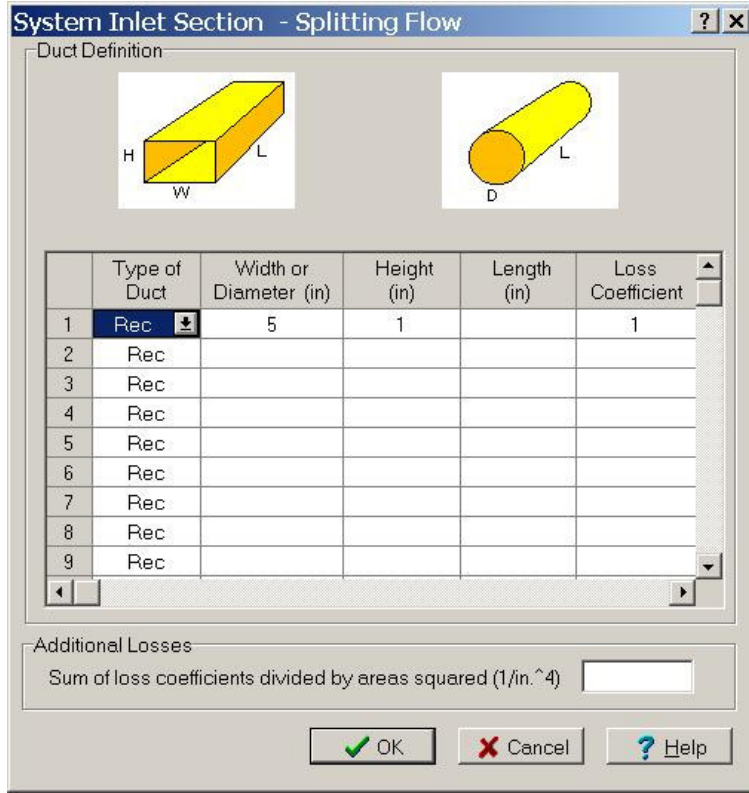 System Inlet Section - Splitting Flow ? X
Duct Definition
H
W
L
D
L
Type of Duct Width or Diameter (in) Height (in) Length (in) Loss Coefficient
1 Rec 5 1 1
2 Rec
3 Rec
4 Rec
5 Rec
6 Rec
7 Rec
8 Rec
9 Rec
Additional Losses
Sum of loss coefficients divided by areas squared (1/in.^4)
OK Cancel ? Help